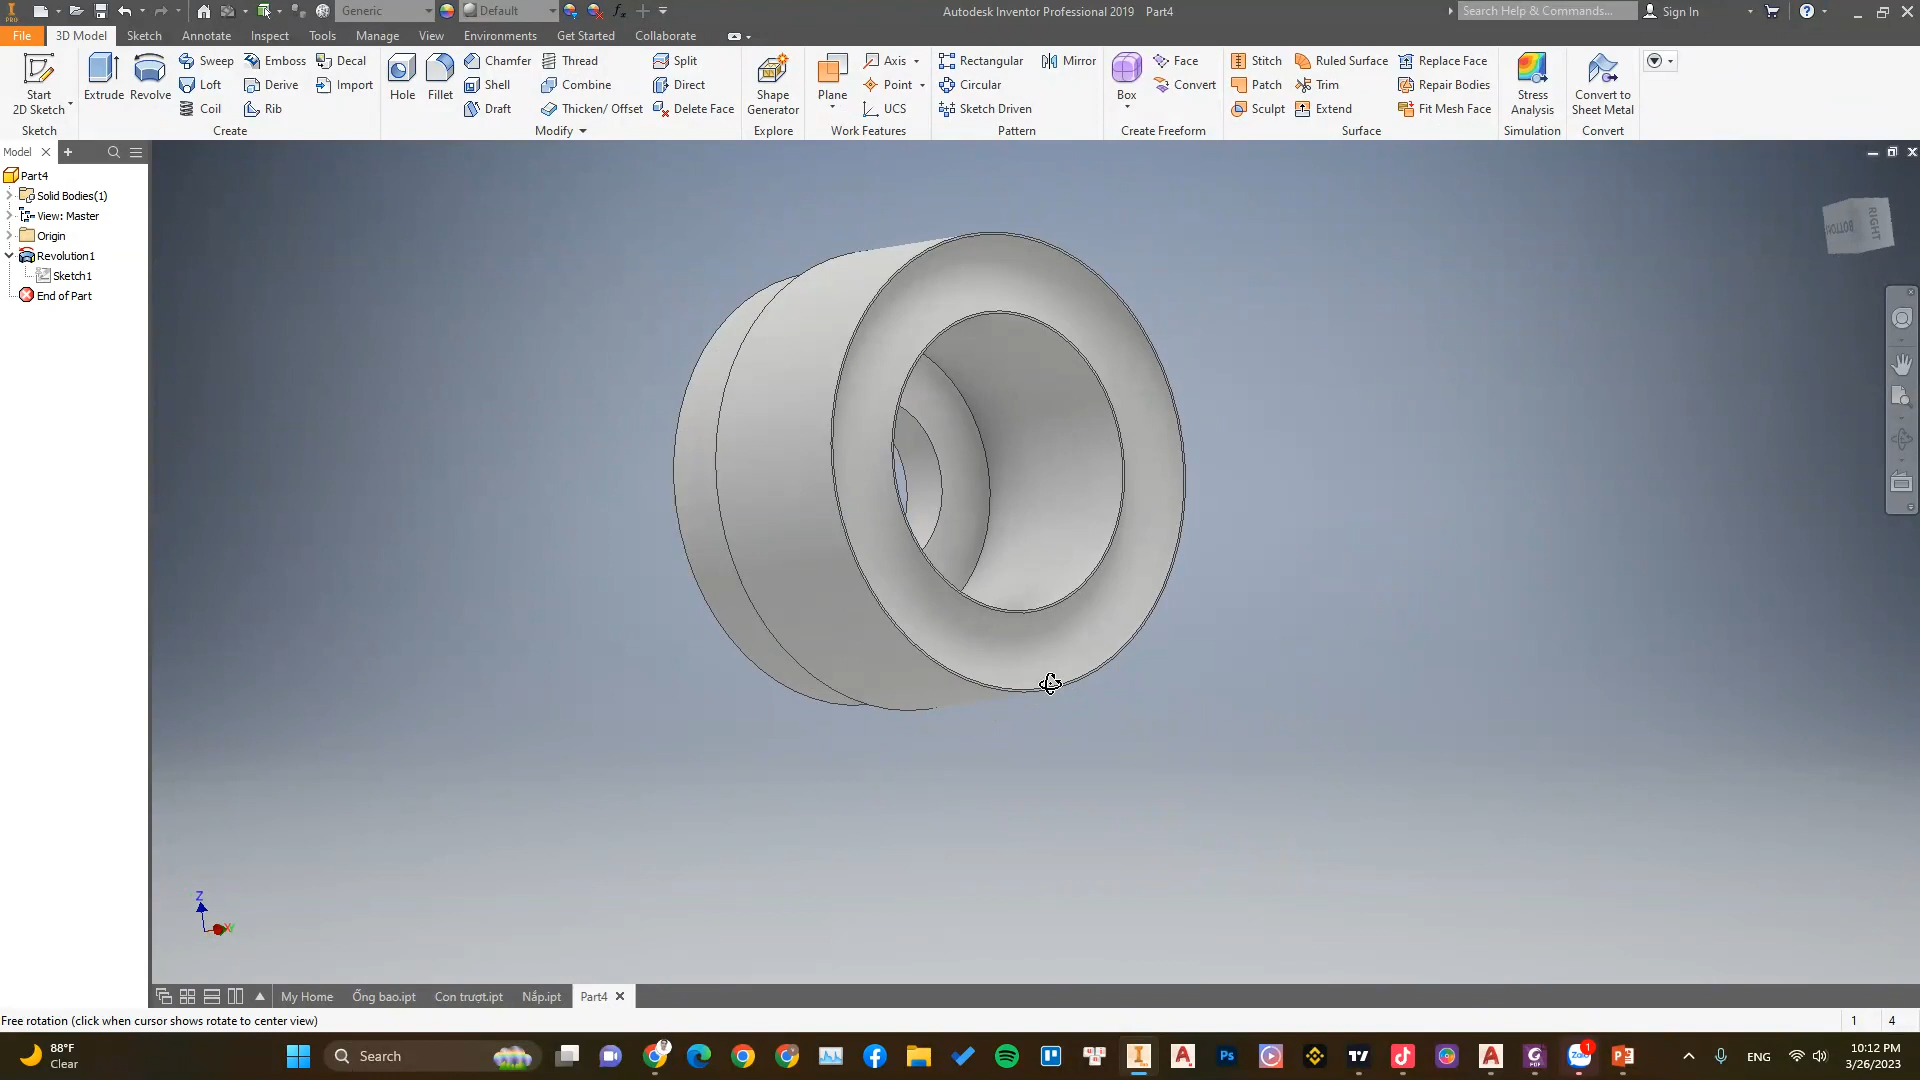 Generic
Default
Autodesk Inventor Professional 2019 Part4
Search Help & Commands...
Sign In
File
3D Model
Sketch
Annotate
Inspect
Tools
Manage
View
Environments
Get Started
Collaborate
Start
2D Sketch
Extrude
Revolve
Sweep
Loft
Coil
Emboss
Derive
Rib
Decal
Import
Hole
Fillet
Chamfer
Shell
Draft
Thread
Combine
Thicken/ Offset
Split
Direct
Delete Face
Shape
Generator
Plane
Axis
Point
UCS
Rectangular
Circular
Sketch Driven
Mirror
Box
Face
Convert
Stitch
Patch
Sculpt
Ruled Surface
Trim
Extend
Replace Face
Repair Bodies
Fit Mesh Face
Stress
Analysis
Convert to
Sheet Metal
Sketch
Create
Modify
Explore
Work Features
Pattern
Create Freeform
Surface
Simulation
Convert
Model
Part4
Solid Bodies(1)
View: Master
Origin
Revolution1
Sketch1
End of Part
BOTTOM
RIGHT
Z
My Home
Ống bao.ipt
Con trượt.ipt
Nắp.ipt
Part4
Free rotation (click when cursor shows rotate to center view)
1
4
88°F
Clear
Search
Ps
Zalo
1
ENG
10:12 PM
3/26/2023